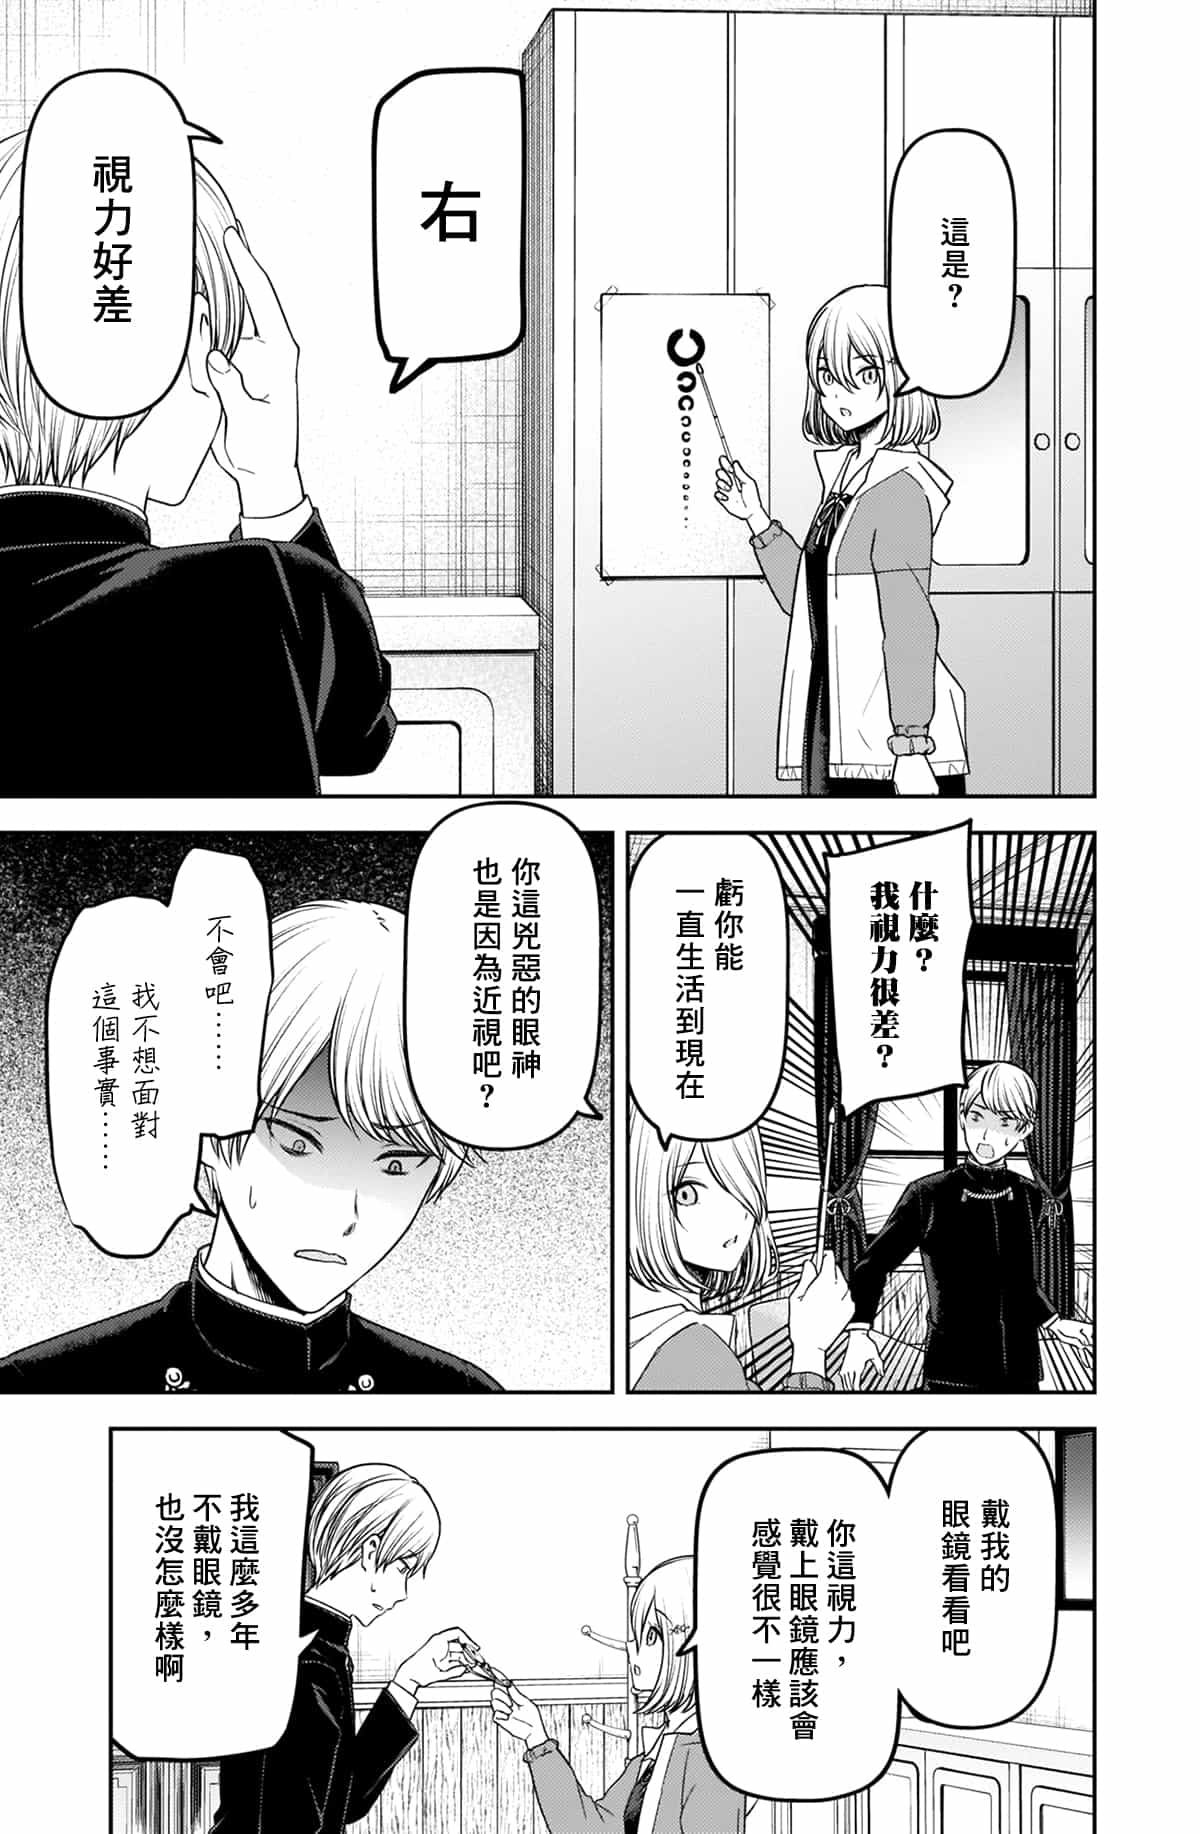 這是？
右
視力好差
什麼？
我視力很差？
虧你能
一直生活到現在
你這兇惡的眼神
也是因為近視吧？
不會吧……
我不想面對
這個事實……
戴我的
眼鏡看看吧
你這視力，
戴上眼鏡應該會
感覺很不一樣
我這麼多年
不戴眼鏡，
也沒怎麼樣啊